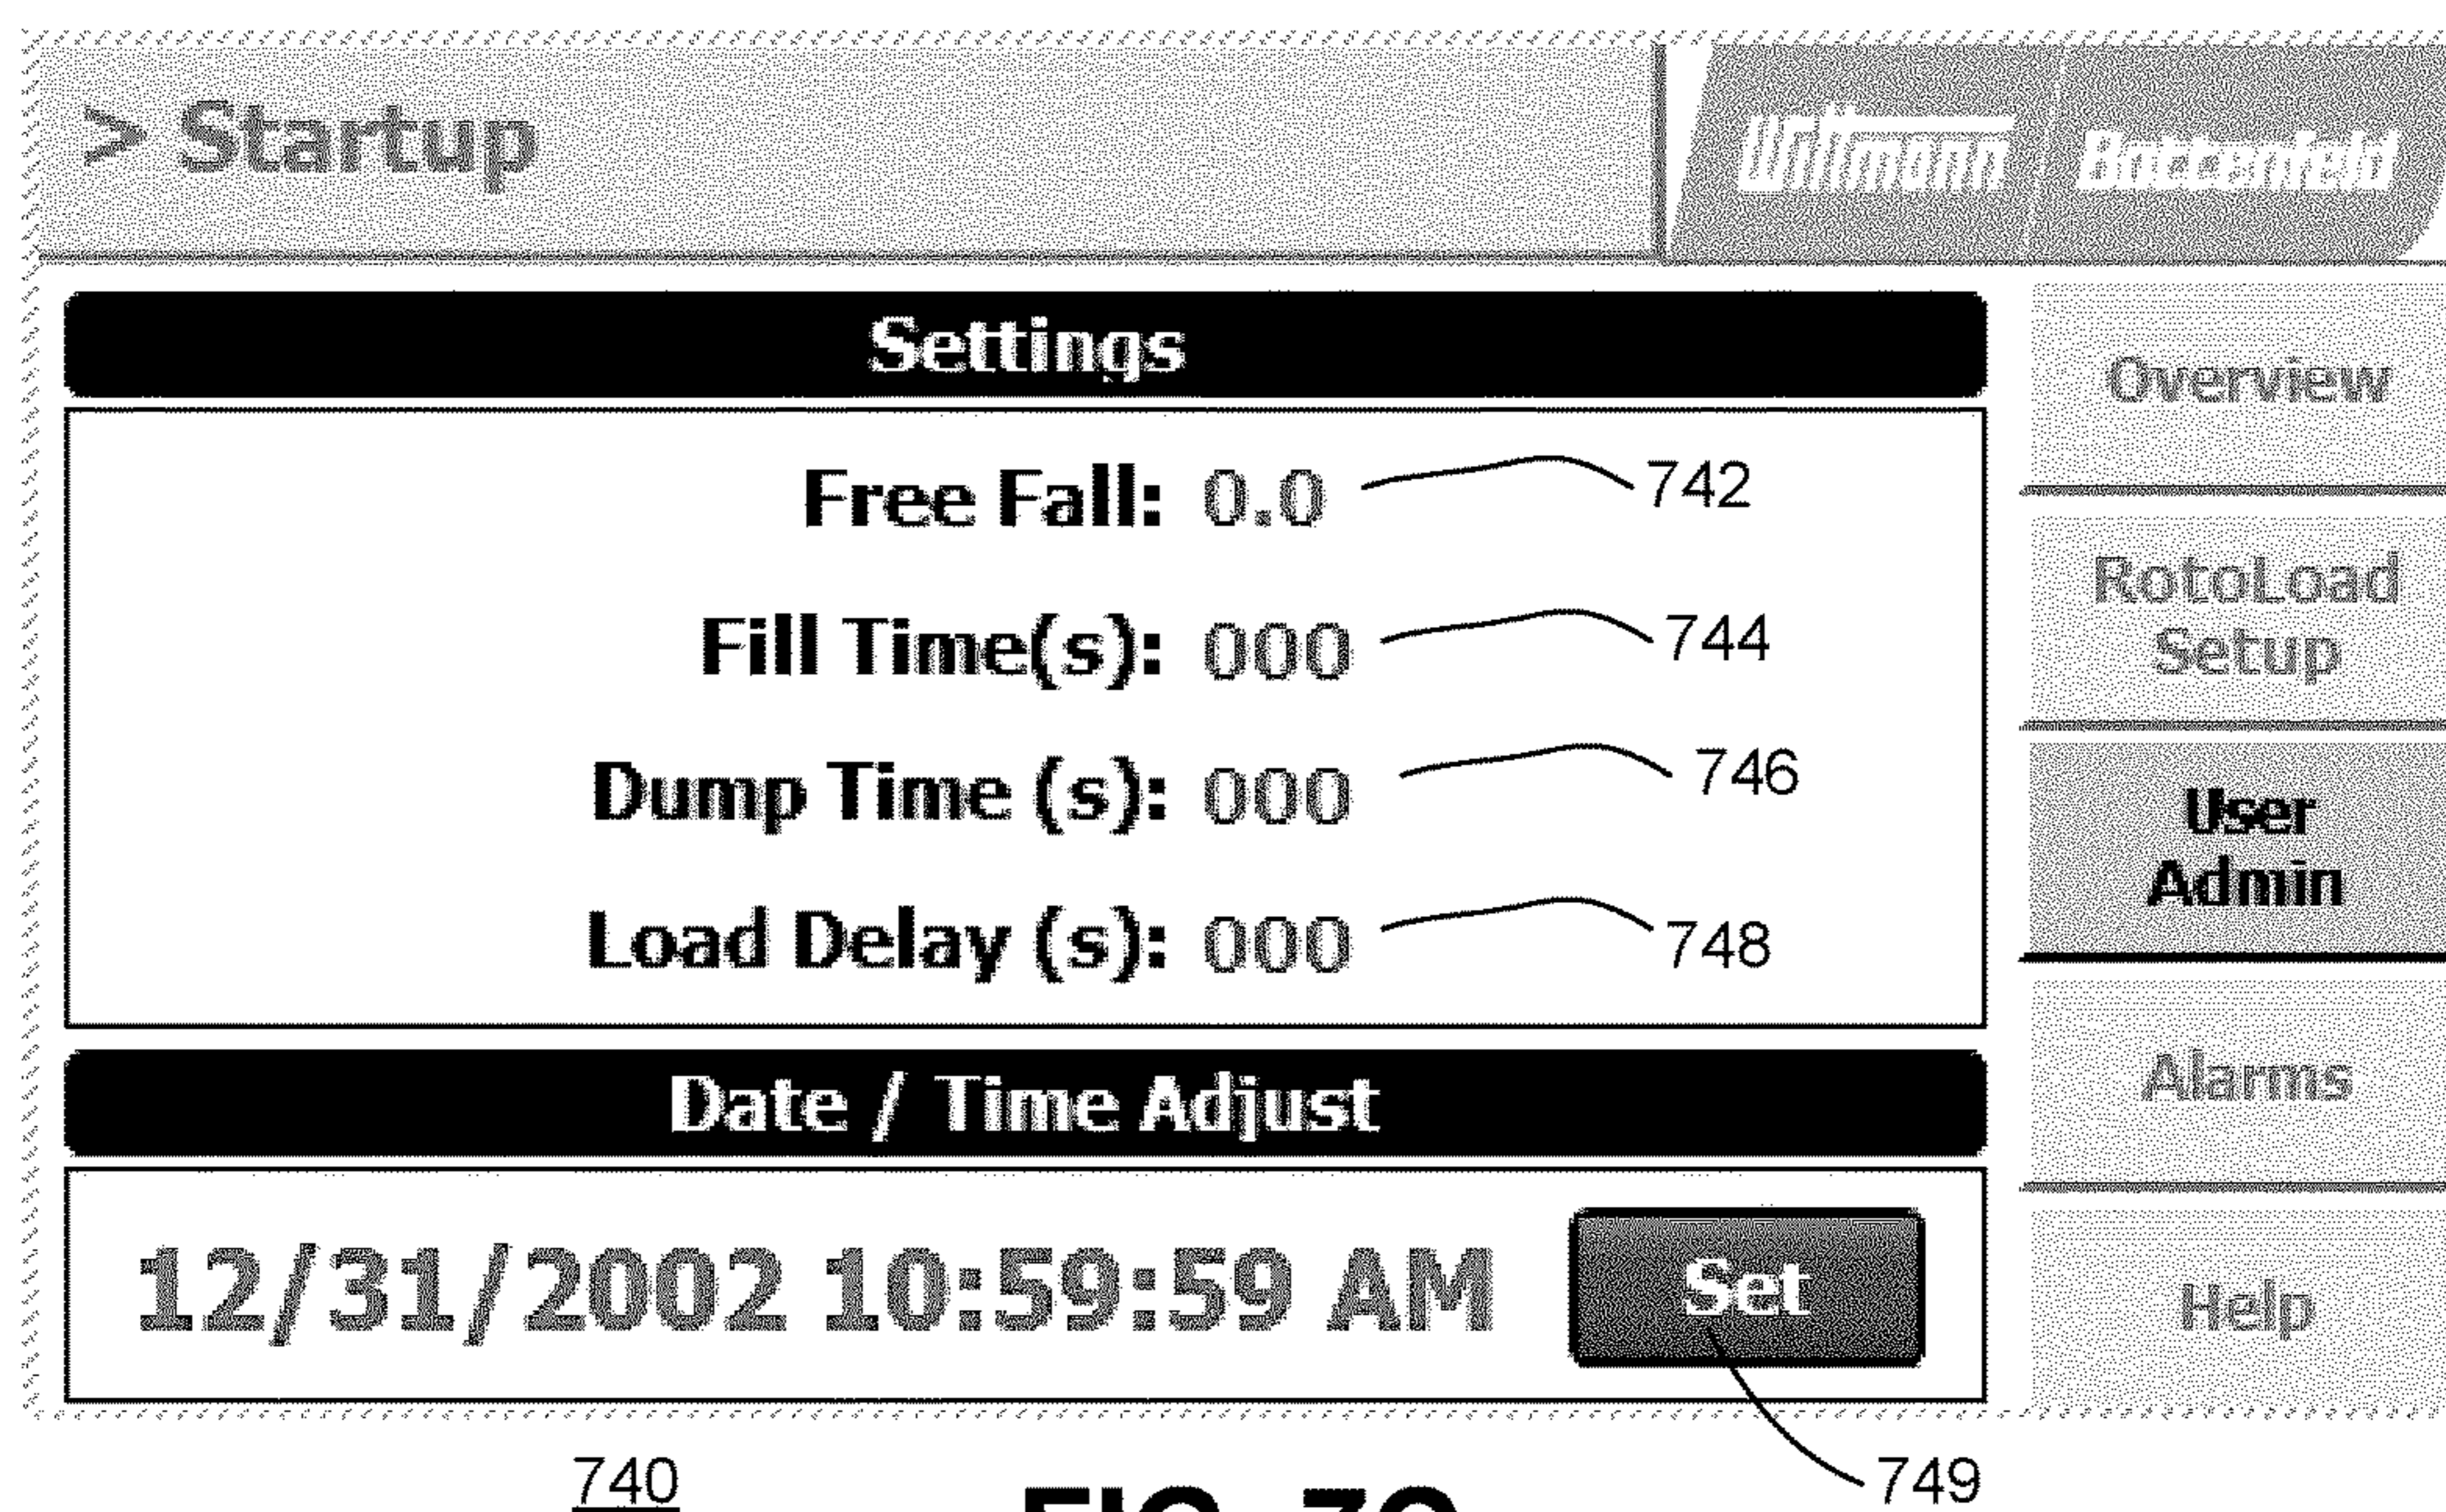 > Startup
Wittmann Battenfeld
Settings
Free Fall: 0.0 742
Fill Time(s): 000 744
Dump Time (s): 000 746
Load Delay (s): 000 748
Date / Time Adjust
12/31/2002 10:59:59 AM Set
Overview
RotoLoad
Setup
User
Admin
Alarms
Help
740
749